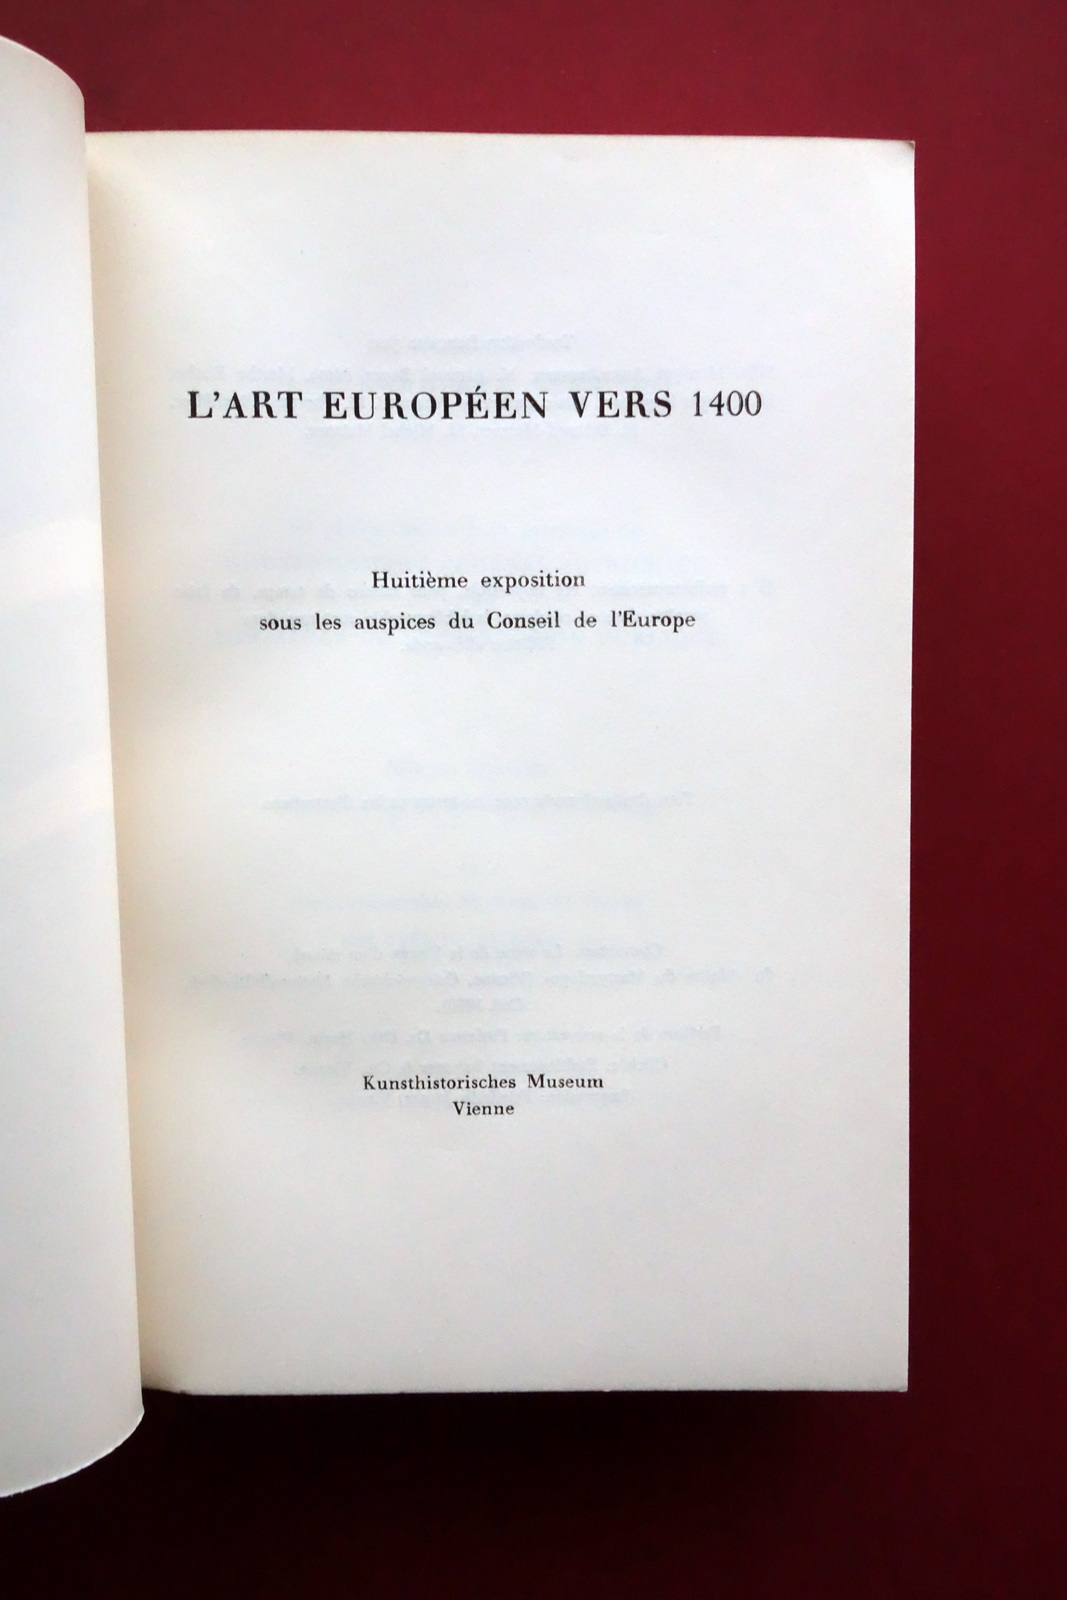 L'ART EUROPÉEN VERS 1400
Huitième exposition
sous les auspices du Conseil de l'Europe
Kunsthistorisches Museum
Vienne